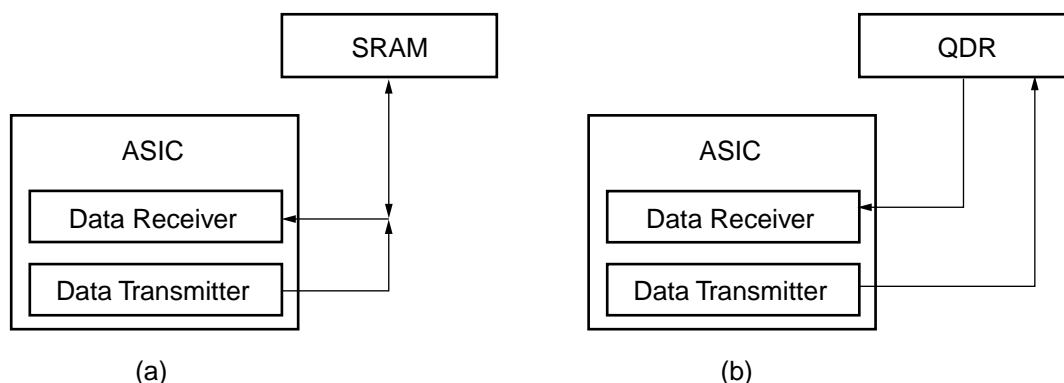 SRAM
ASIC
Data Receiver
Data Transmitter
(a)
QDR
ASIC
Data Receiver
Data Transmitter
(b)